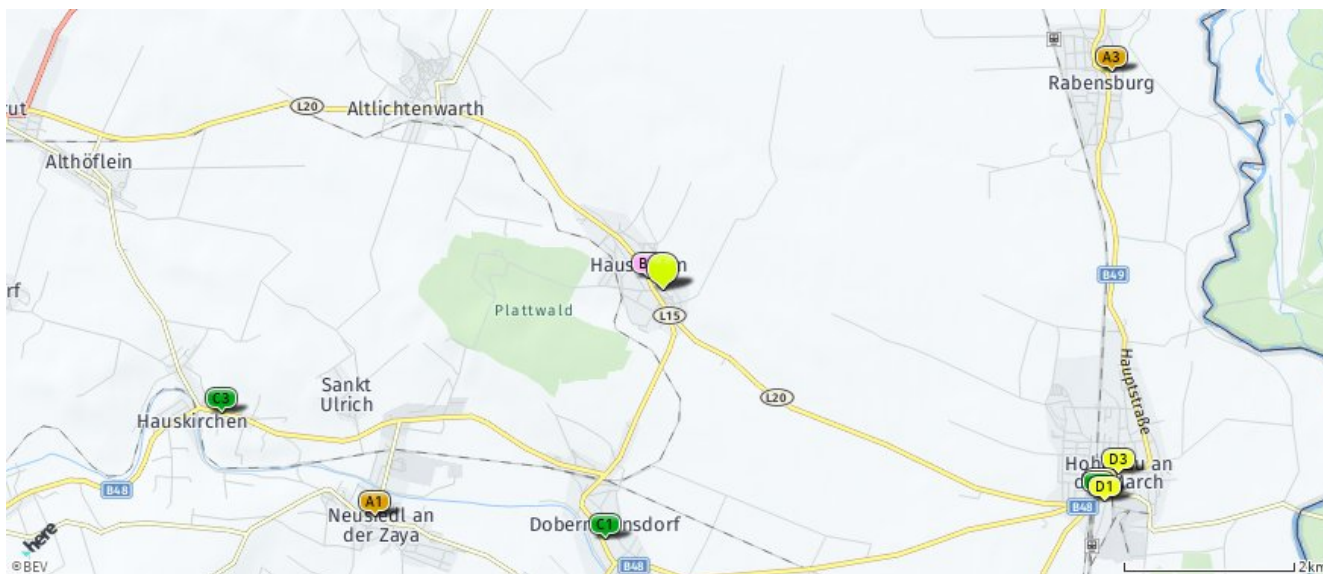 A3
Rabensburg
L20
Altlichtenwarth
Althöflein
B49
Plattwald
L15
Hauptstraße
Sankt
Ulrich
L20
C3
Hauskirchen
D3
B48
A1
D1
B48
Neusiedl an
der Zaya
C1
B48
here
©BEV
2km